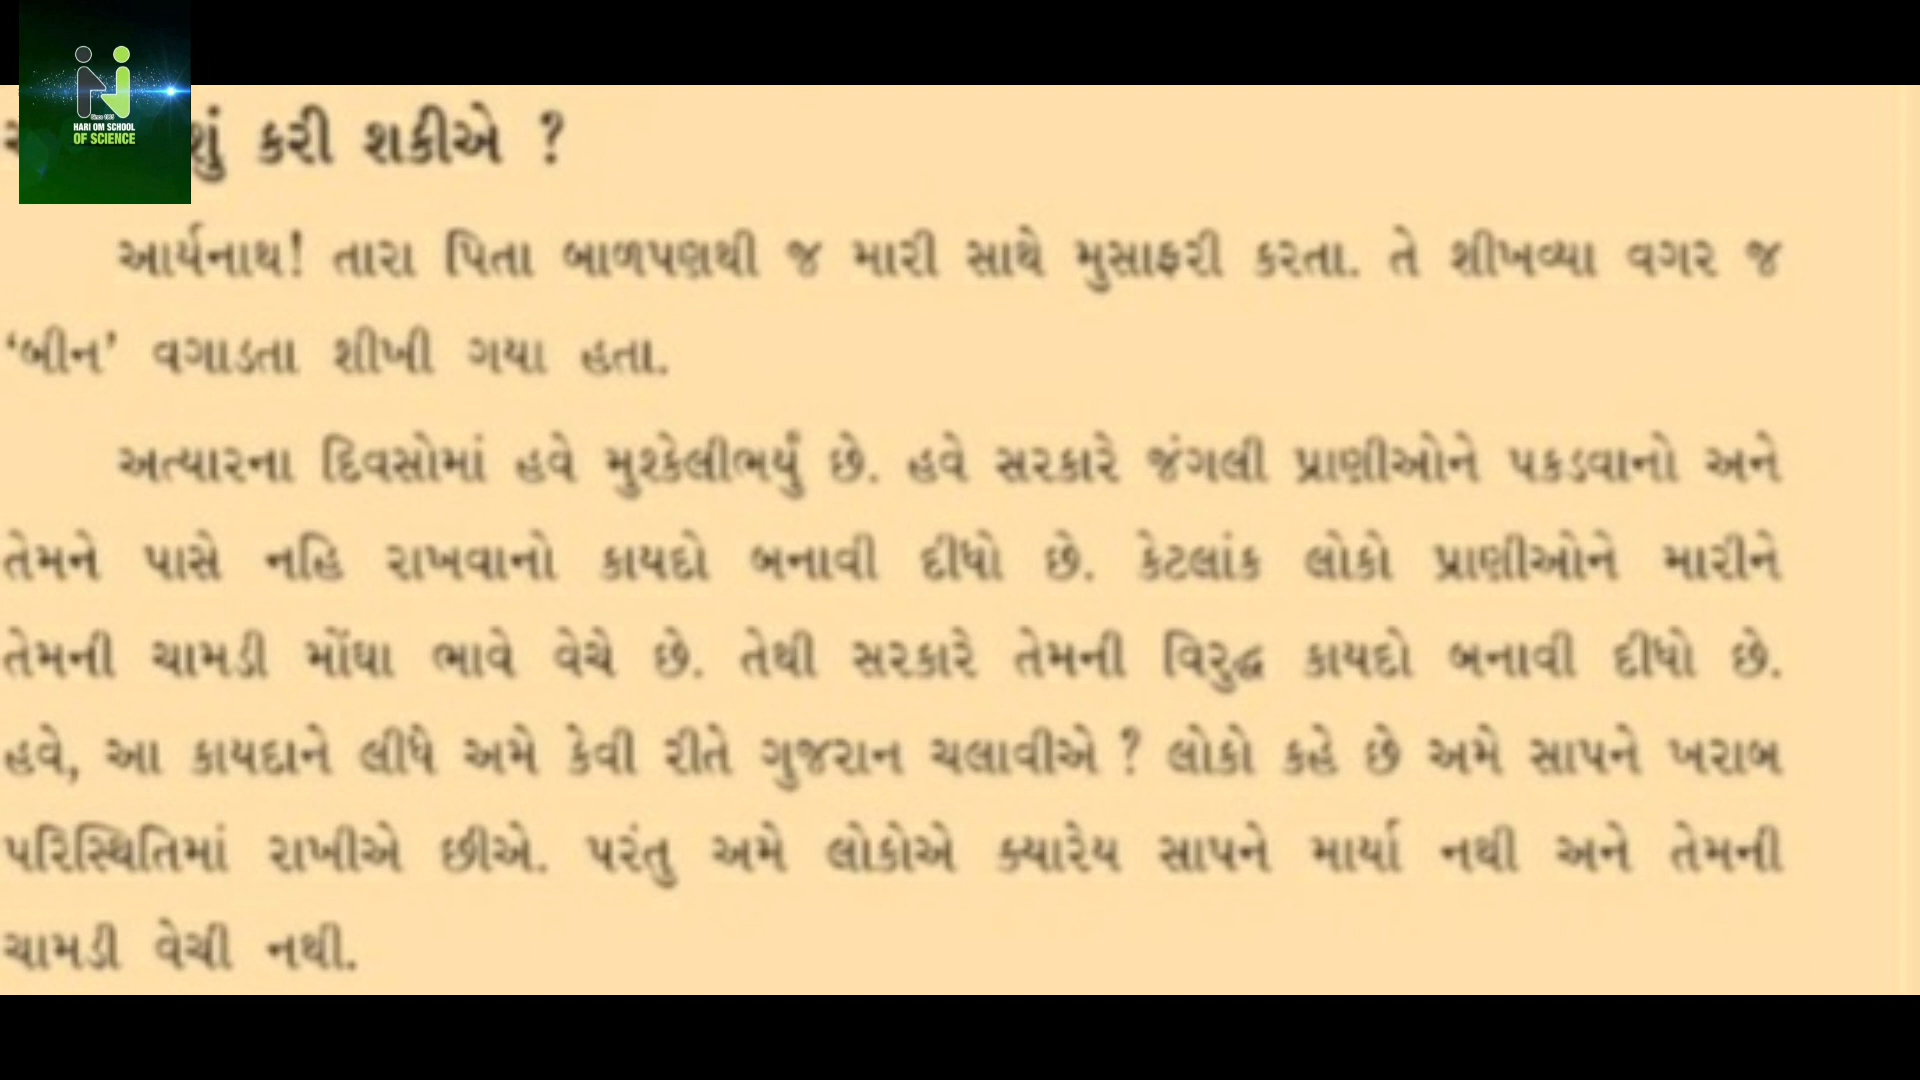 HARI OM SCHOOL
OF SCIENCE
શું કરી શકીએ ?
આર્યનાથ! તારા પિતા બાળપણથી જ મારી સાથે મુસાફરી કરતા. તે શીખવ્યા વગર જ
‘બીન’ વગાડતા શીખી ગયા હતા.
અત્યારના દિવસોમાં હવે મુશ્કેલીભર્યું છે. હવે સરકારે જંગલી પ્રાણીઓને પકડવાનો અને
તેમને પાસે નહિ રાખવાનો કાયદો બનાવી દીધો છે. કેટલાંક લોકો પ્રાણીઓને મારીને
તેમની ચામડી મોંઘા ભાવે વેચે છે. તેથી સરકારે તેમની વિરુદ્ધ કાયદો બનાવી દીધો છે.
હવે, આ કાયદાને લીધે અમે કેવી રીતે ગુજરાન ચલાવીએ ? લોકો કહે છે અમે સાપને ખરાબ
પરિસ્થિતિમાં રાખીએ છીએ. પરંતુ અમે લોકોએ ક્યારેય સાપને માર્યા નથી અને તેમની
ચામડી વેચી નથી.